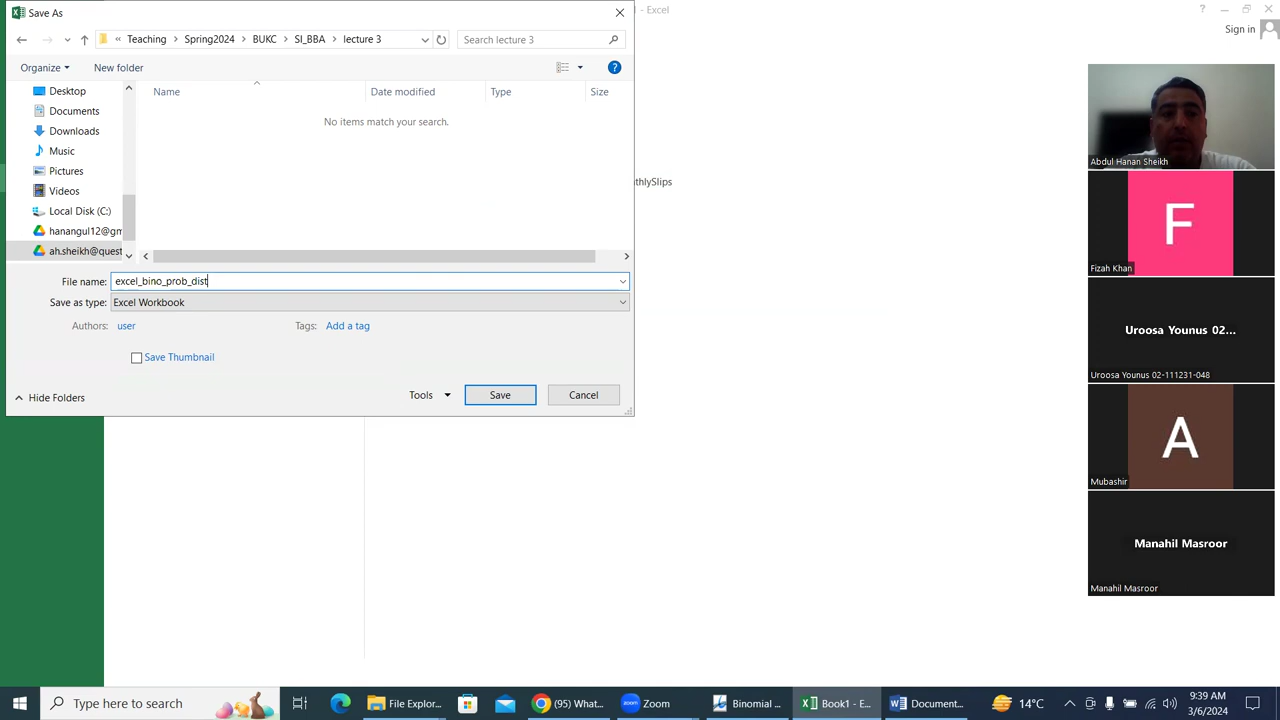 Save As
- Excel
?
Sign in
« Teaching > Spring2024 > BUKC > SI_BBA > lecture 3
Search lecture 3
Organize
New folder
?
Desktop
Documents
Downloads
Music
Pictures
Videos
Local Disk (C:)
hanangul12@gm
ah.sheikh@quest
Name
Date modified
Type
Size
No items match your search.
nthlySlips
File name:
excel_bino_prob_dist
Save as type:
Excel Workbook
Authors:
user
Tags:
Add a tag
Save Thumbnail
Hide Folders
Tools
Save
Cancel
Abdul Hanan Sheikh
F
Fizah Khan
Uroosa Younus 02...
Uroosa Younus 02-111231-048
A
Mubashir
Manahil Masroor
Manahil Masroor
Type here to search
File Explor...
(95) What...
zoom
Zoom
Binomial ...
Book1 - E...
Document...
14°C
9:39 AM
3/6/2024